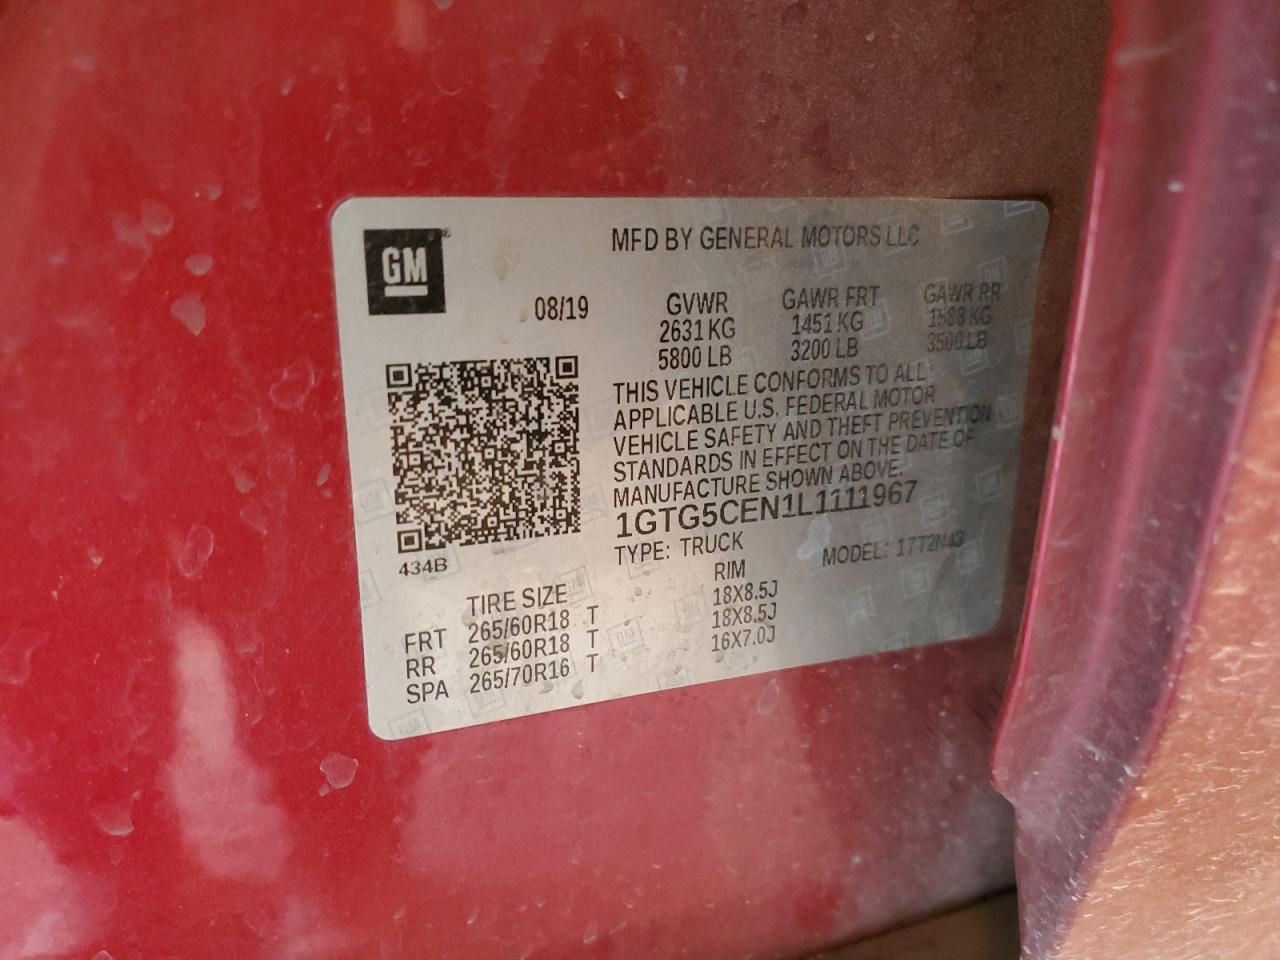 GM
MFD BY GENERAL MOTORS LLC
08/19
GVWR GAWR FRT GAWR RR
2631 KG 1451 KG 1588 KG
5800 LB 3200 LB 3500 LB
THIS VEHICLE CONFORMS TO ALL
APPLICABLE U.S. FEDERAL MOTOR
VEHICLE SAFETY AND THEFT PREVENTION
STANDARDS IN EFFECT ON THE DATE OF
MANUFACTURE SHOWN ABOVE.
1GTG5CEN1L1111967
TYPE: TRUCK MODEL: 17T2N43
434B
TIRE SIZE RIM
FRT 265/60R18 T 18X8.5J
RR 265/60R18 T 18X8.5J
SPA 265/70R16 T 16X7.0J